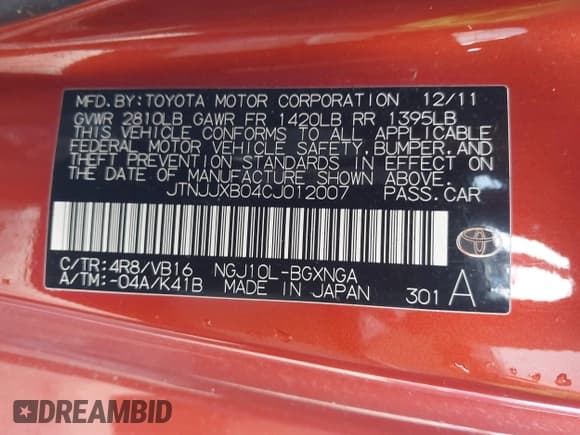 MFD. BY: TOYOTA MOTOR CORPORATION 12/11
GVWR 2810LB GAWR FR 1420LB RR 1395LB
THIS VEHICLE CONFORMS TO ALL APPLICABLE
FEDERAL MOTOR VEHICLE SAFETY, BUMPER, AND
THEFT PREVENTION STANDARDS IN EFFECT ON
THE DATE OF MANUFACTURE SHOWN ABOVE.
JTNJJXB04CJ012007 PASS. CAR
C/TR: 4R8/VB16 NGJ10L-BGXNGA
A/TM: -04A/K41B MADE IN JAPAN 301 A
DREAMBID